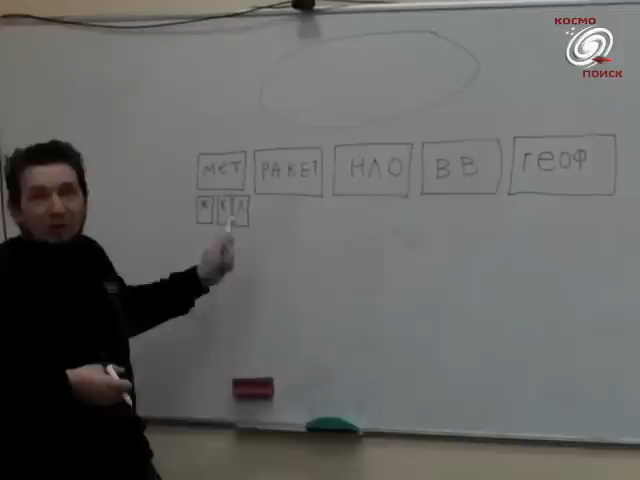 КОСМО
ПОИСК
МЕТ РАКЕТ НЛО ВВ ГЕОФ
Ж К Л